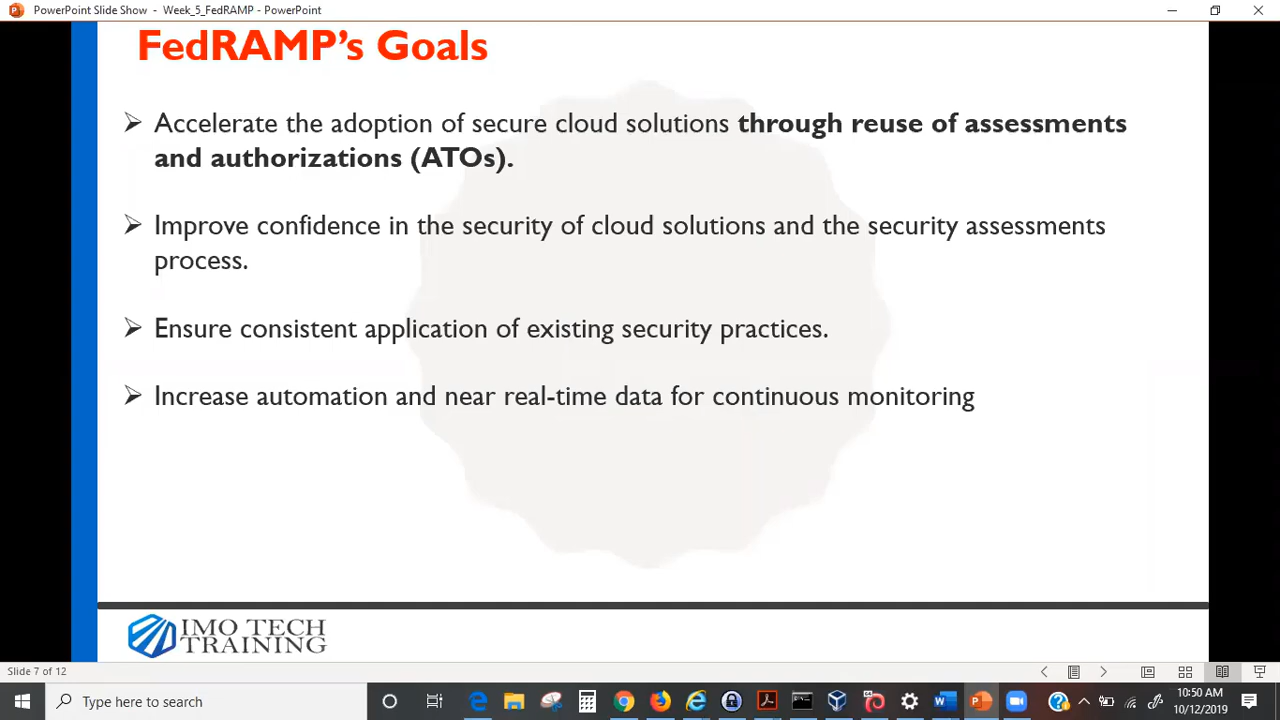 PowerPoint Slide Show - Week_5_FedRAMP - PowerPoint
FedRAMP's Goals
Accelerate the adoption of secure cloud solutions through reuse of assessments
and authorizations (ATOs).
Improve confidence in the security of cloud solutions and the security assessments
process.
Ensure consistent application of existing security practices.
Increase automation and near real-time data for continuous monitoring
IMO TECH
TRAINING
Slide 7 of 12
Type here to search
10:50 AM
10/12/2019